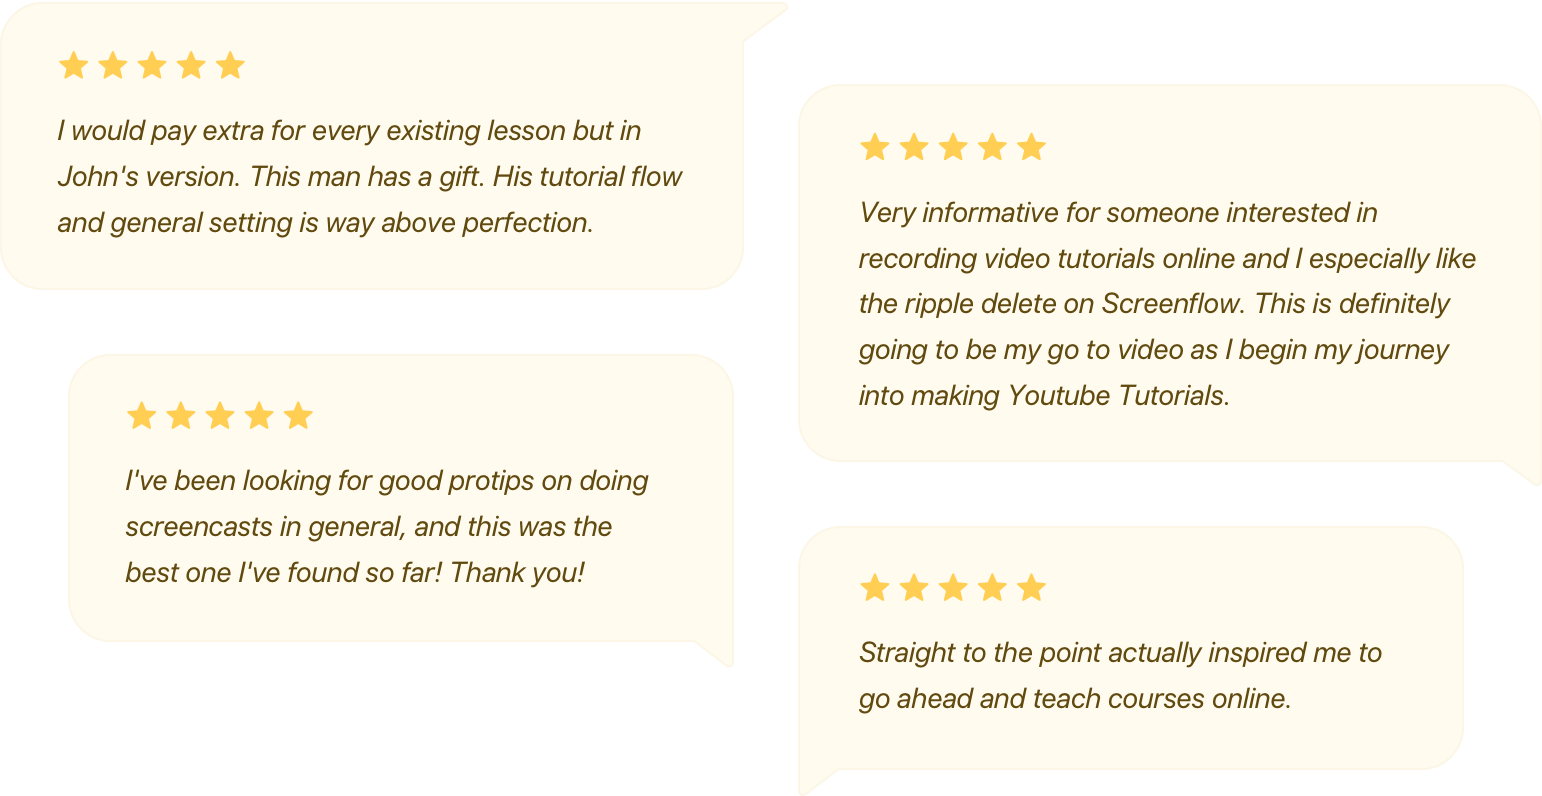 I would pay extra for every existing lesson but in
John's version. This man has a gift. His tutorial flow
and general setting is way above perfection.
Very informative for someone interested in
recording video tutorials online and I especially like
the ripple delete on Screenflow. This is definitely
going to be my go to video as I begin my journey
into making Youtube Tutorials.
I've been looking for good protips on doing
screencasts in general, and this was the
best one I've found so far! Thank you!
Straight to the point actually inspired me to
go ahead and teach courses online.